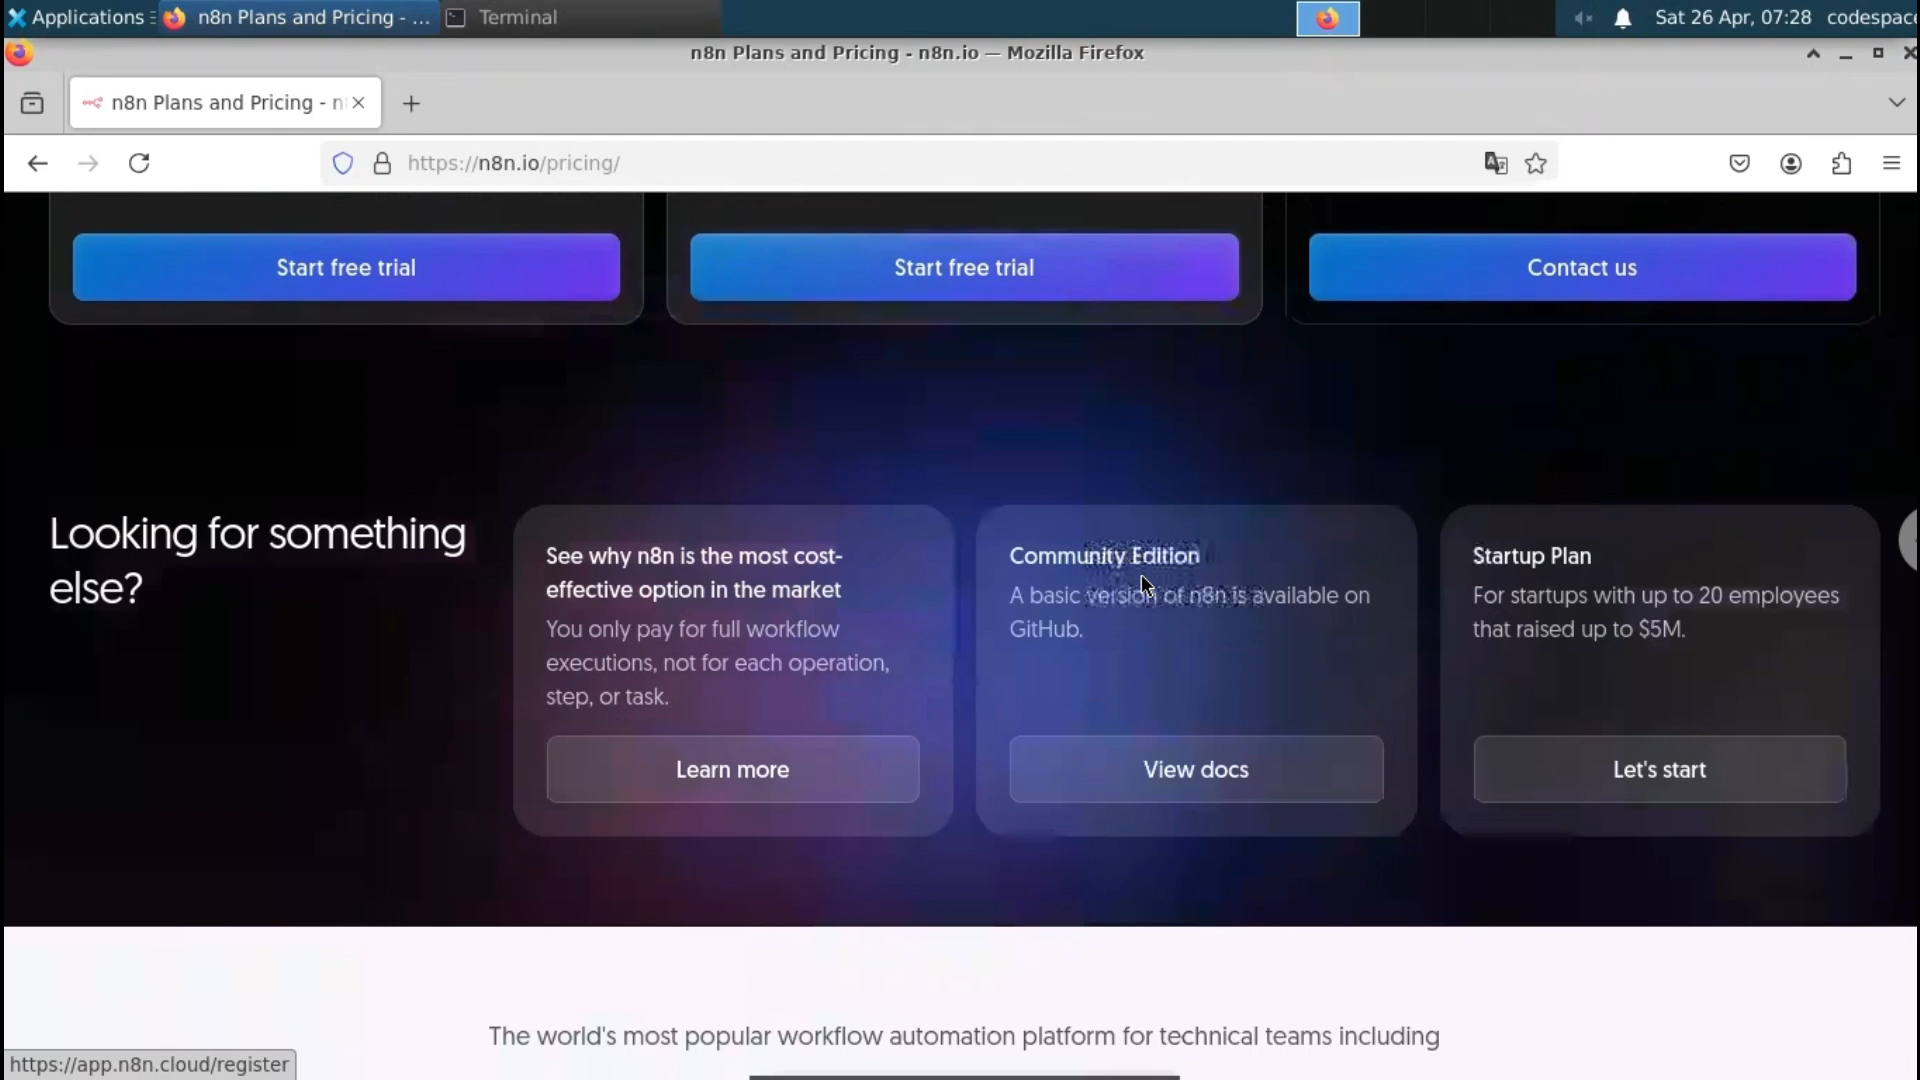 Applications
n8n Plans and Pricing - ...
Terminal
Sat 26 Apr, 07:28
codespace
n8n Plans and Pricing - n8n.io — Mozilla Firefox
n8n Plans and Pricing - n
https://n8n.io/pricing/
Start free trial
Start free trial
Contact us
Looking for something
else?
See why n8n is the most cost-
effective option in the market
You only pay for full workflow
executions, not for each operation,
step, or task.
Learn more
Community Edition
A basic version of n8n is available on
GitHub.
View docs
Startup Plan
For startups with up to 20 employees
that raised up to $5M.
Let's start
The world's most popular workflow automation platform for technical teams including
https://app.n8n.cloud/register